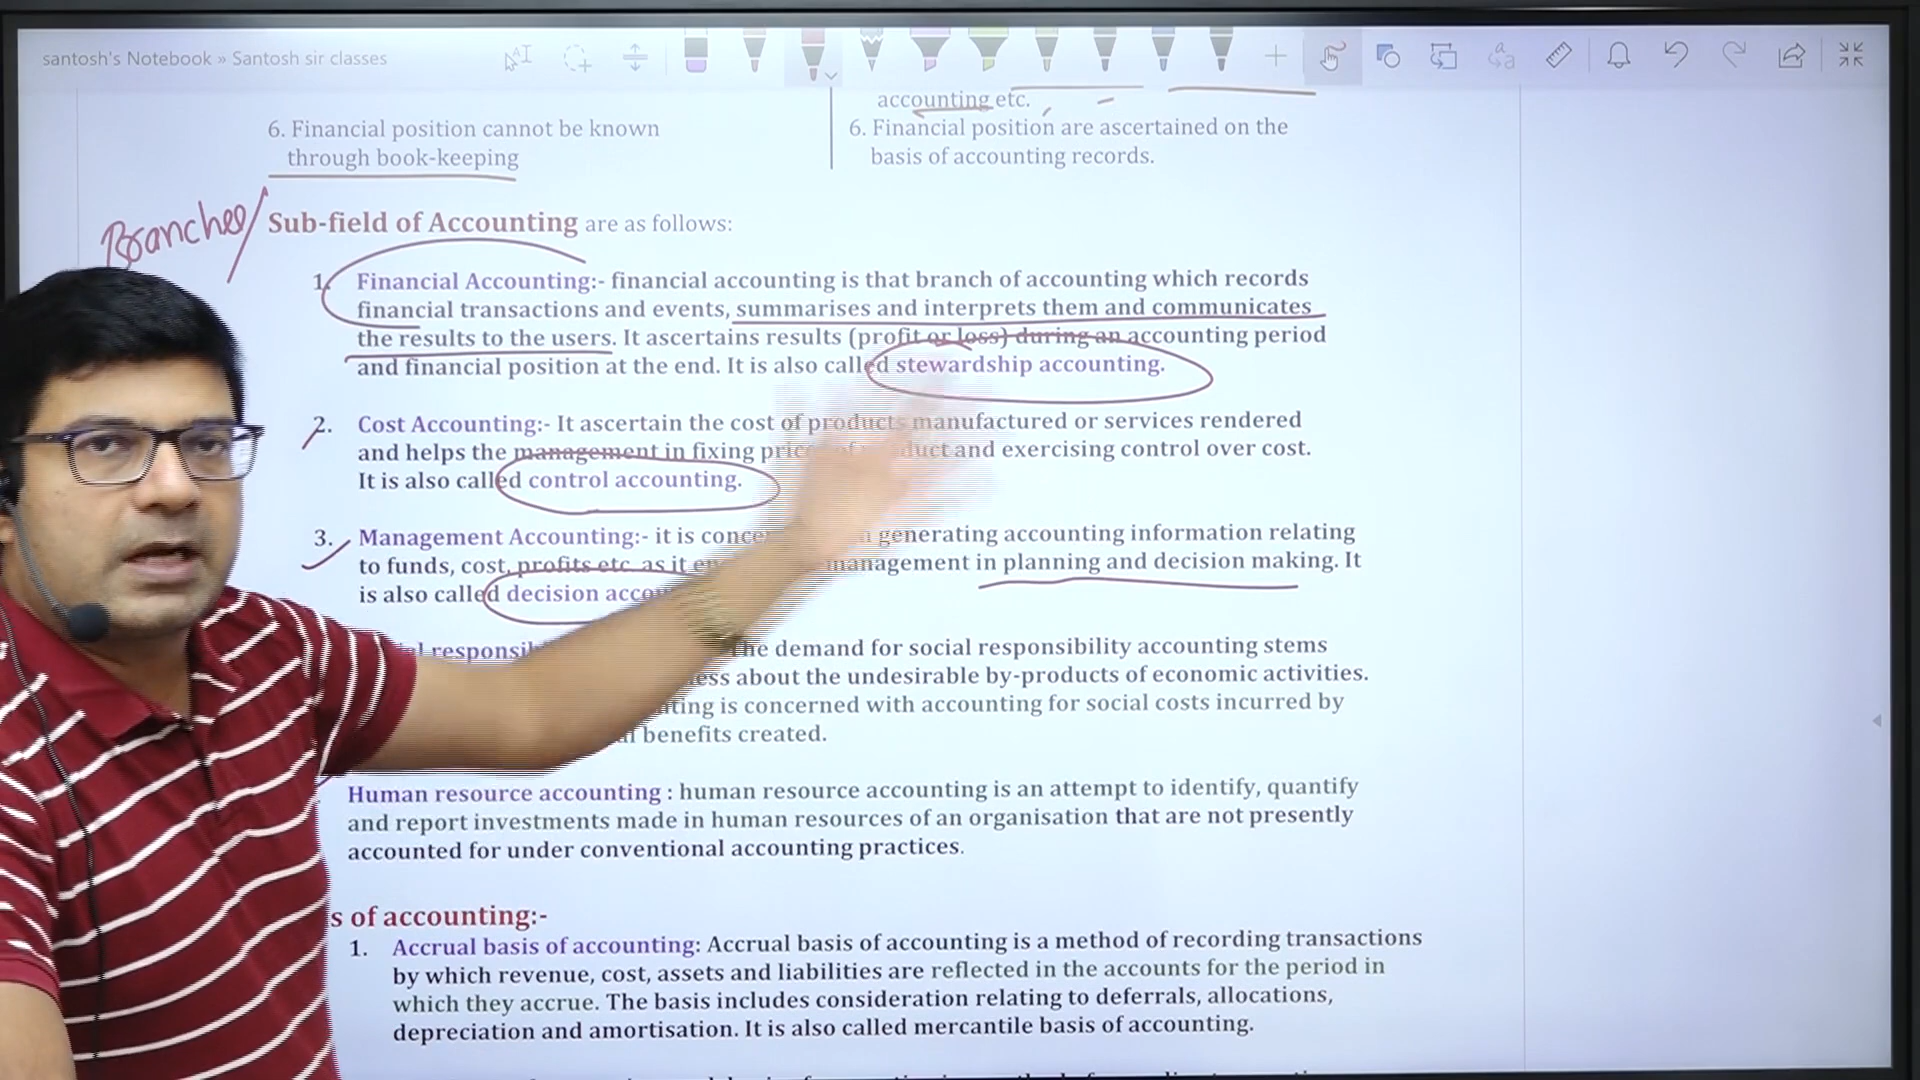 santosh's Notebook » Santosh sir classes
accounting etc.
6. Financial position cannot be known
through book-keeping
6. Financial position are ascertained on the
basis of accounting records.
Branches/
Sub-field of Accounting are as follows:
1. Financial Accounting:- financial accounting is that branch of accounting which records
financial transactions and events, summarises and interprets them and communicates
the results to the users. It ascertains results (profit or loss) during an accounting period
and financial position at the end. It is also called stewardship accounting.
2. Cost Accounting:- It ascertain the cost of products manufactured or services rendered
and helps the management in fixing and exercising control over cost.
It is also called control accounting.
3. Management Accounting:- it is generating accounting information relating
to funds, cost, profits etc. as it management in planning and decision making. It
is also called decision
the demand for social responsibility accounting stems
about the undesirable by-products of economic activities.
is concerned with accounting for social costs incurred by
benefits created.
Human resource accounting : human resource accounting is an attempt to identify, quantify
and report investments made in human resources of an organisation that are not presently
accounted for under conventional accounting practices.
s of accounting:-
1. Accrual basis of accounting: Accrual basis of accounting is a method of recording transactions
by which revenue, cost, assets and liabilities are reflected in the accounts for the period in
which they accrue. The basis includes consideration relating to deferrals, allocations,
depreciation and amortisation. It is also called mercantile basis of accounting.